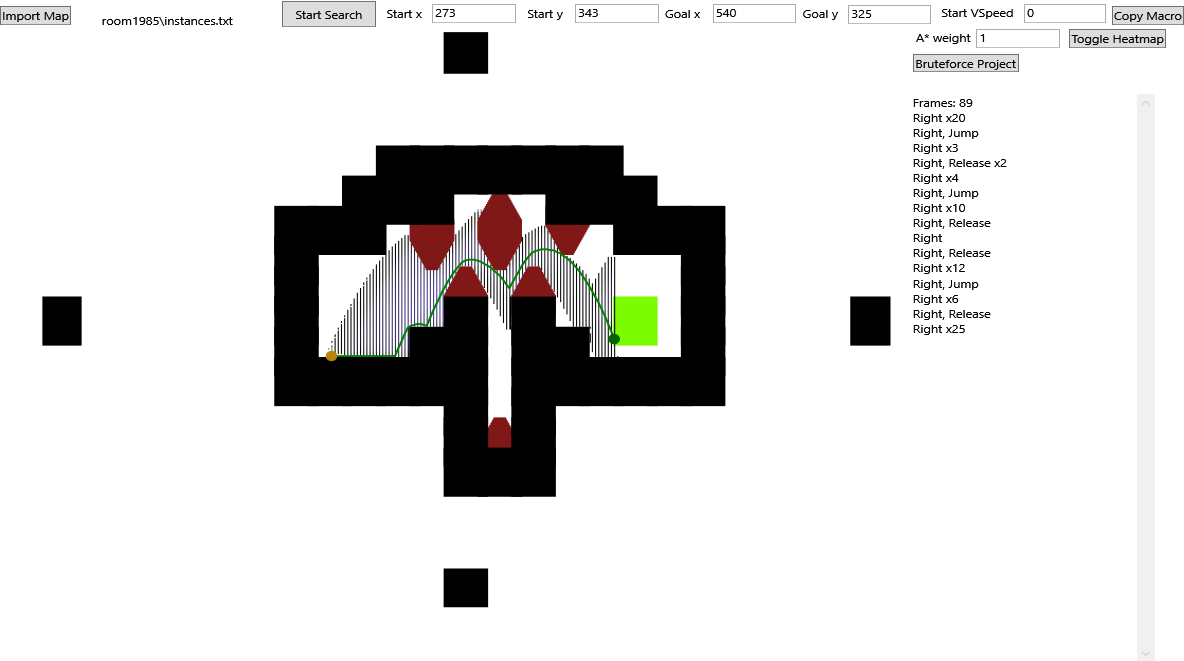 Import Map
room1985\instances.txt
Start Search
Start x 273 Start y 343 Goal x 540 Goal y 325 Start VSpeed 0 Copy Macro
A* weight 1 Toggle Heatmap
Bruteforce Project
Frames: 89
Right x20
Right, Jump
Right x3
Right, Release x2
Right x4
Right, Jump
Right x10
Right, Release
Right
Right, Release
Right x12
Right, Jump
Right x6
Right, Release
Right x25